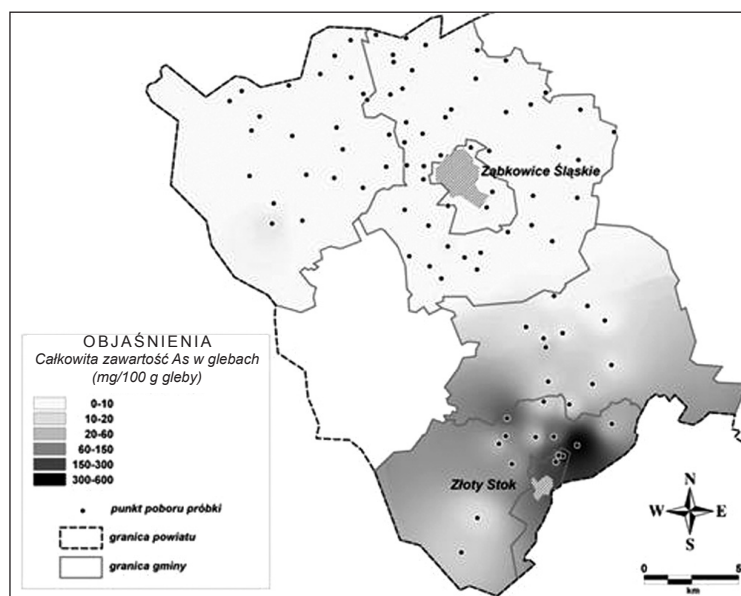 Ząbkowice Śląskie
OBJAŚNIENIA
Całkowita zawartość As w glebach
(mg/100 g gleby)
0-10
10-20
20-60
60-150
150-300
300-600
punkt poboru próbki
granica powiatu
granica gminy
Złoty Stok
N
W E
S
0 5
km